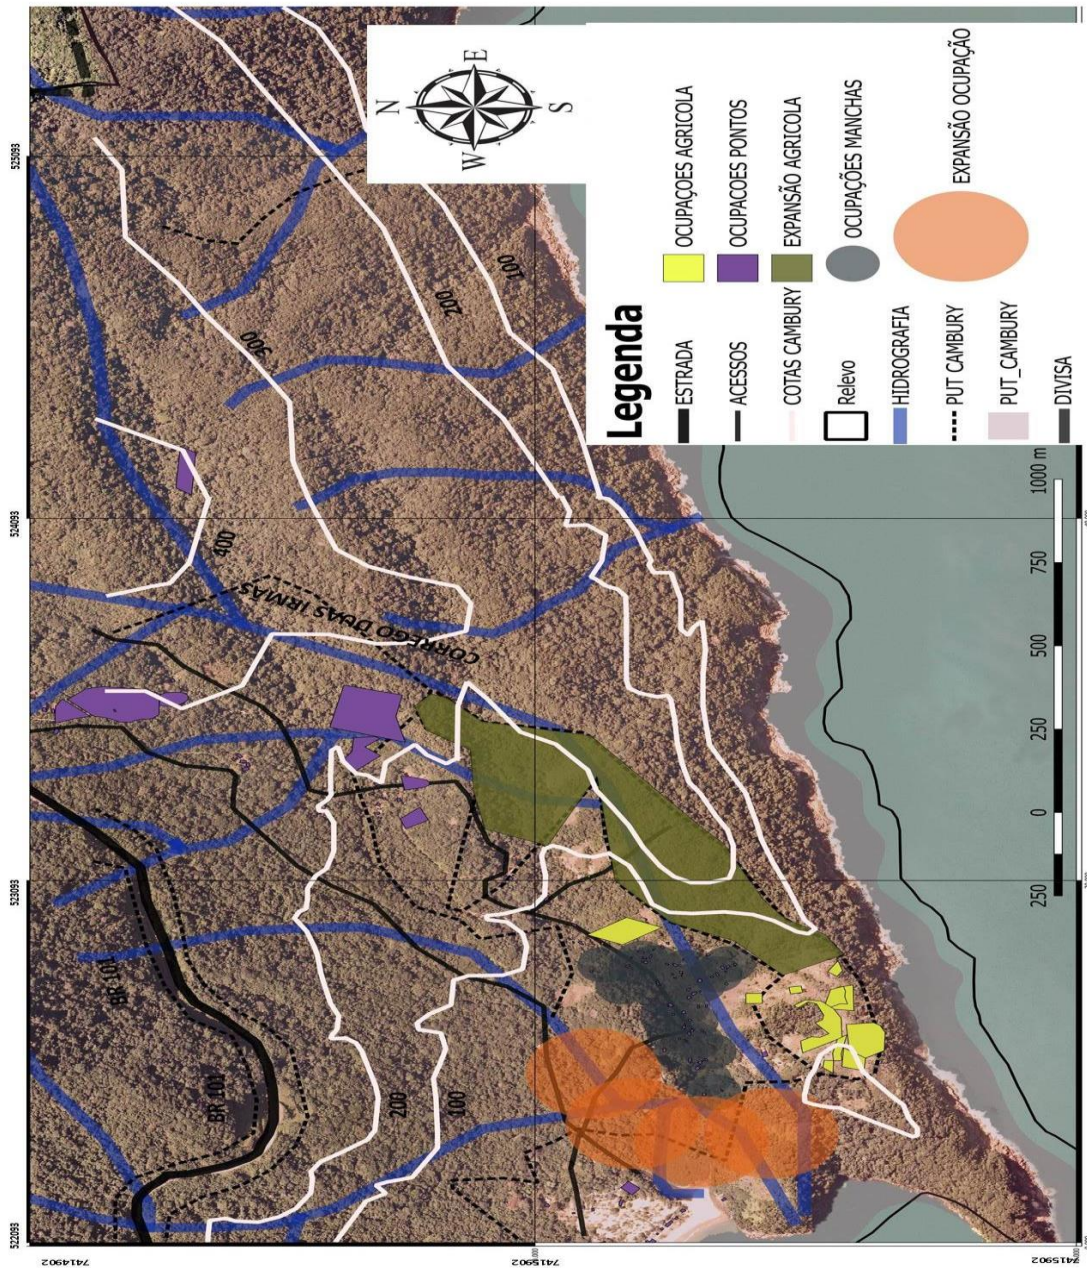 522093
523093
524093
525093
7414902
7415902
7415902
N
E
S
W
BR 101
BR 101
CORREGO DUAS IRMAS
400
300
200
100
200
100
Legenda
ESTRADA
ACESSOS
COTAS CAMBURY
Relevo
HIDROGRAFIA
PUT CAMBURY
PUT_CAMBURY
DIVISA
OCUPAÇOES AGRICOLA
OCUPACOES PONTOS
EXPANSÃO AGRICOLA
OCUPAÇÕES MANCHAS
EXPANSÃO OCUPAÇÃO
250
0
250
500
750
1000 m